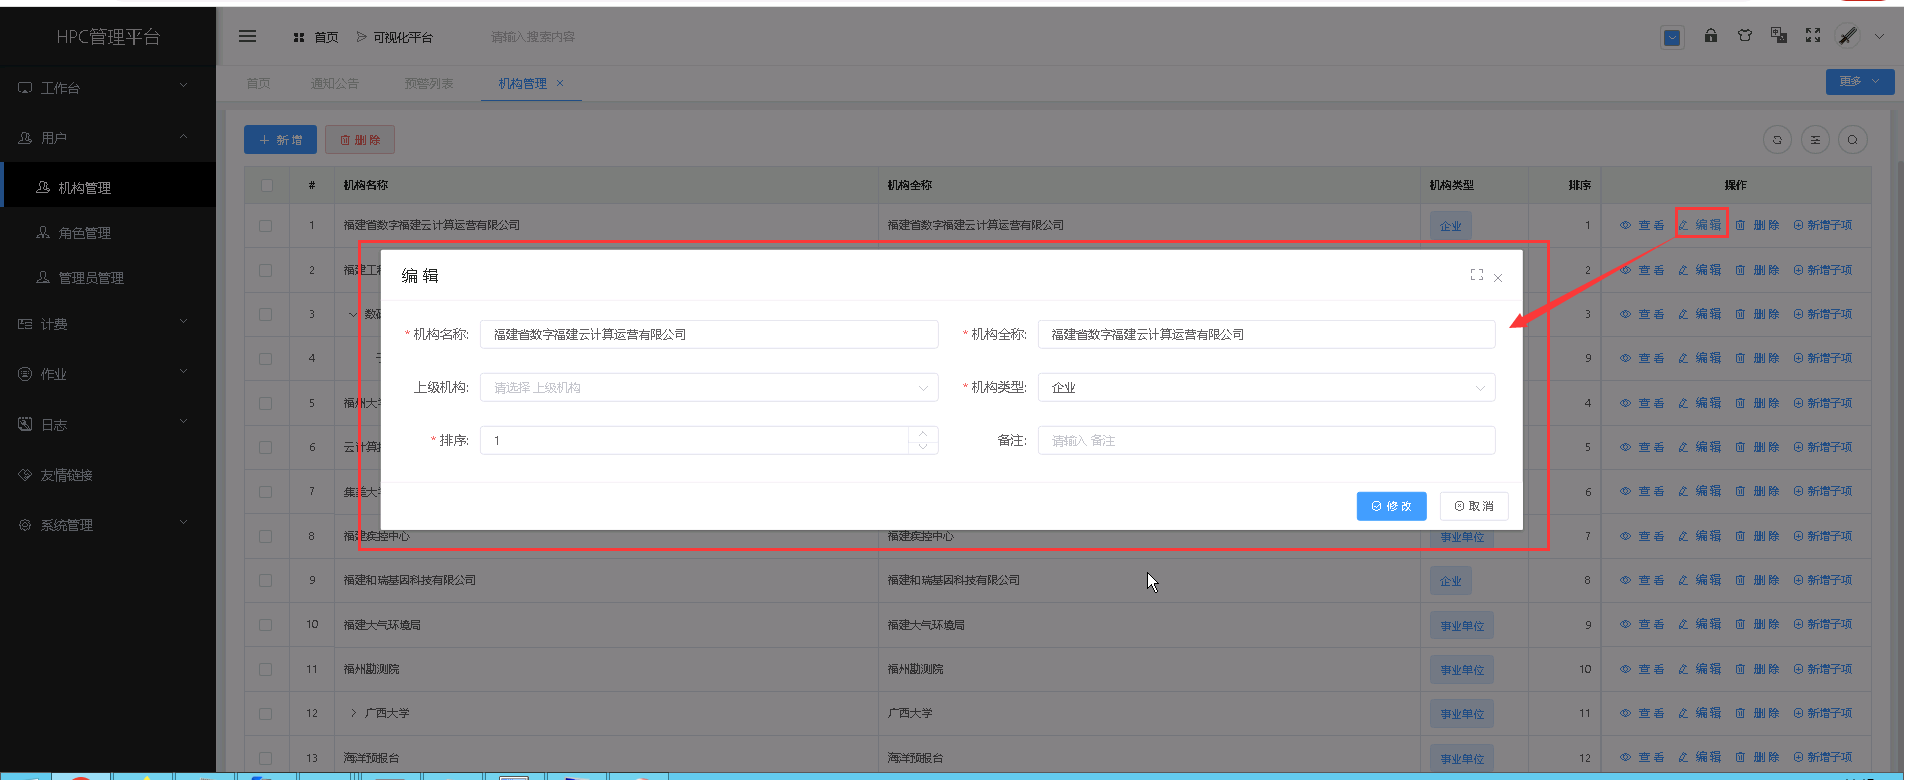 HPC管理平台
首页 可视化平台 请输入搜索内容
工作台
首页 通知公告 预警列表 机构管理 × 更多
用户
+ 新 增 删 除
机构管理
# 机构名称 机构全称 机构类型 排序 操作
1 福建省数字福建云计算运营有限公司 福建省数字福建云计算运营有限公司 企业 1 查 看 编 辑 删 除 新增子项
角色管理
2 福建工 2 查 看 编 辑 删 除 新增子项
管理员管理
编 辑
3 3 查 看 编 辑 删 除 新增子项
计费
* 机构名称: 福建省数字福建云计算运营有限公司 * 机构全称: 福建省数字福建云计算运营有限公司
4 9 查 看 编 辑 删 除 新增子项
作业
上级机构: 请选择 上级机构 * 机构类型: 企业
5 福州大 4 查 看 编 辑 删 除 新增子项
日志
* 排序: 1 备注: 请输入 备注
6 云计算 5 查 看 编 辑 删 除 新增子项
友情链接
7 集美大 6 查 看 编 辑 删 除 新增子项
修 改 取 消
系统管理
8 福建疾控中心 福建疾控中心 事业单位 7 查 看 编 辑 删 除 新增子项
9 福建和瑞基因科技有限公司 福建和瑞基因科技有限公司 企业 8 查 看 编 辑 删 除 新增子项
10 福建大气环境局 福建大气环境局 事业单位 9 查 看 编 辑 删 除 新增子项
11 福州勘测院 福州勘测院 事业单位 10 查 看 编 辑 删 除 新增子项
12 广西大学 广西大学 事业单位 11 查 看 编 辑 删 除 新增子项
13 海洋预报台 海洋预报台 事业单位 12 查 看 编 辑 删 除 新增子项